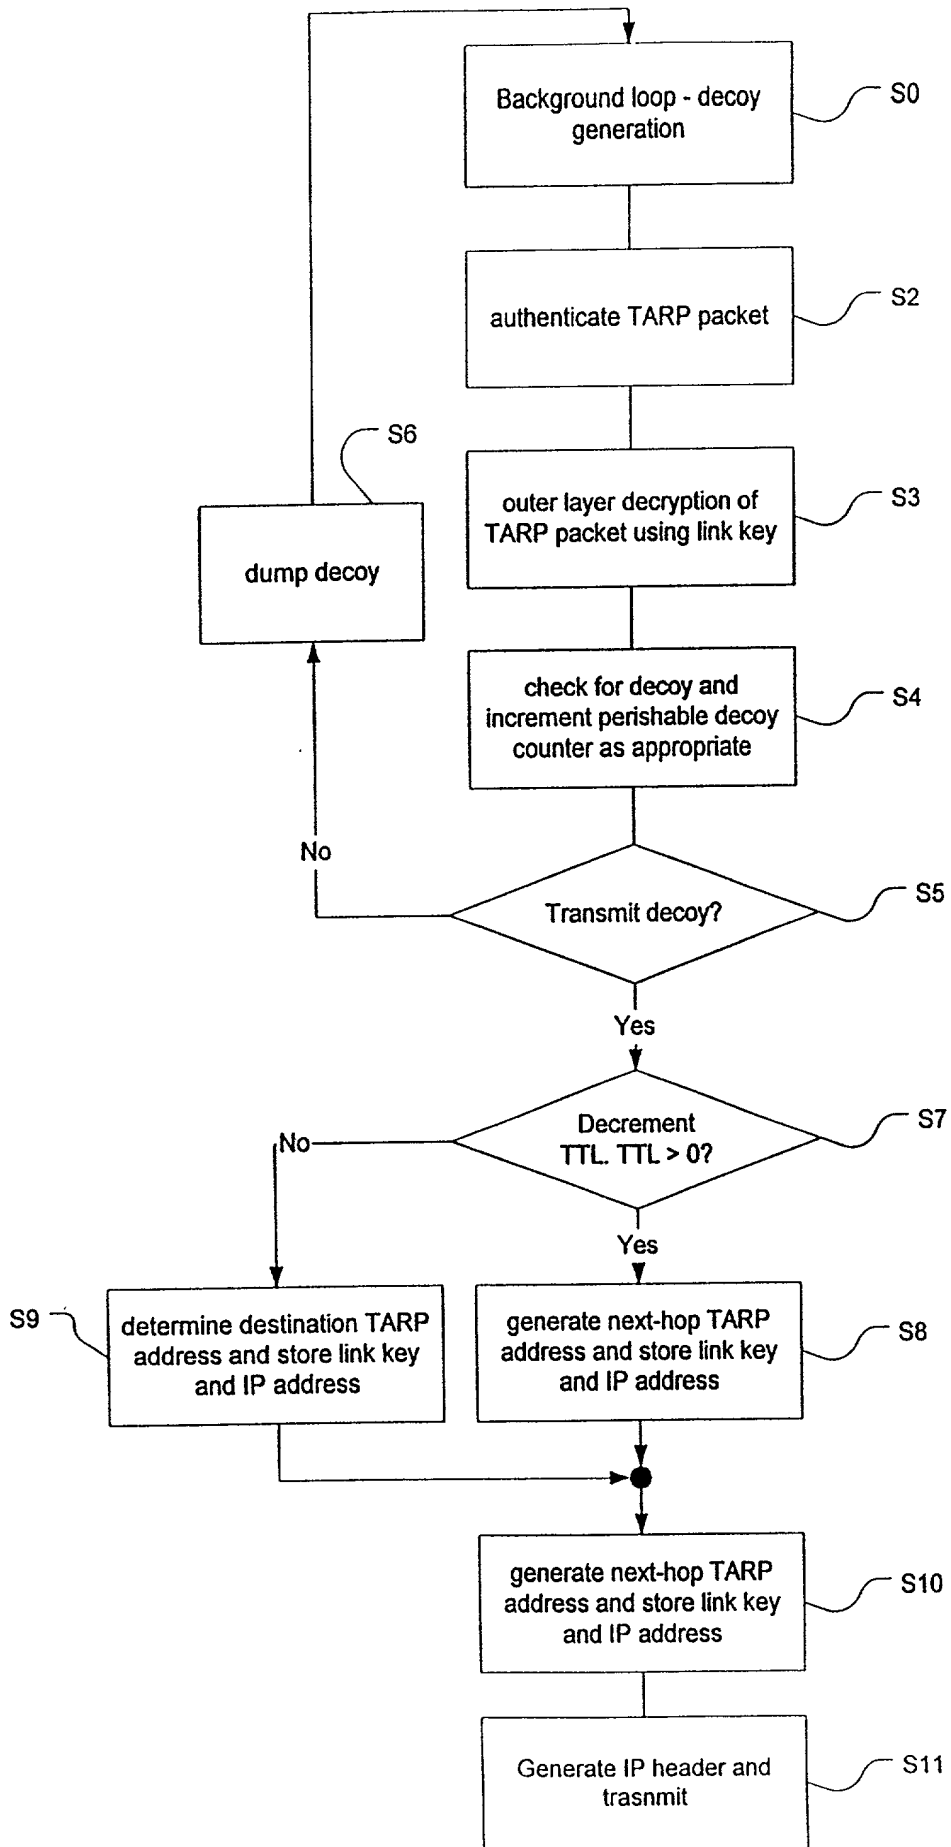 Background loop - decoy
generation
S0
authenticate TARP packet
S2
outer layer decryption of
TARP packet using link key
S3
S6
dump decoy
check for decoy and
increment perishable decoy
counter as appropriate
S4
No
Transmit decoy?
S5
Yes
Decrement
TTL. TTL > 0?
S7
No
Yes
S9
determine destination TARP
address and store link key
and IP address
generate next-hop TARP
address and store link key
and IP address
S8
generate next-hop TARP
address and store link key
and IP address
S10
Generate IP header and
trasnmit
S11